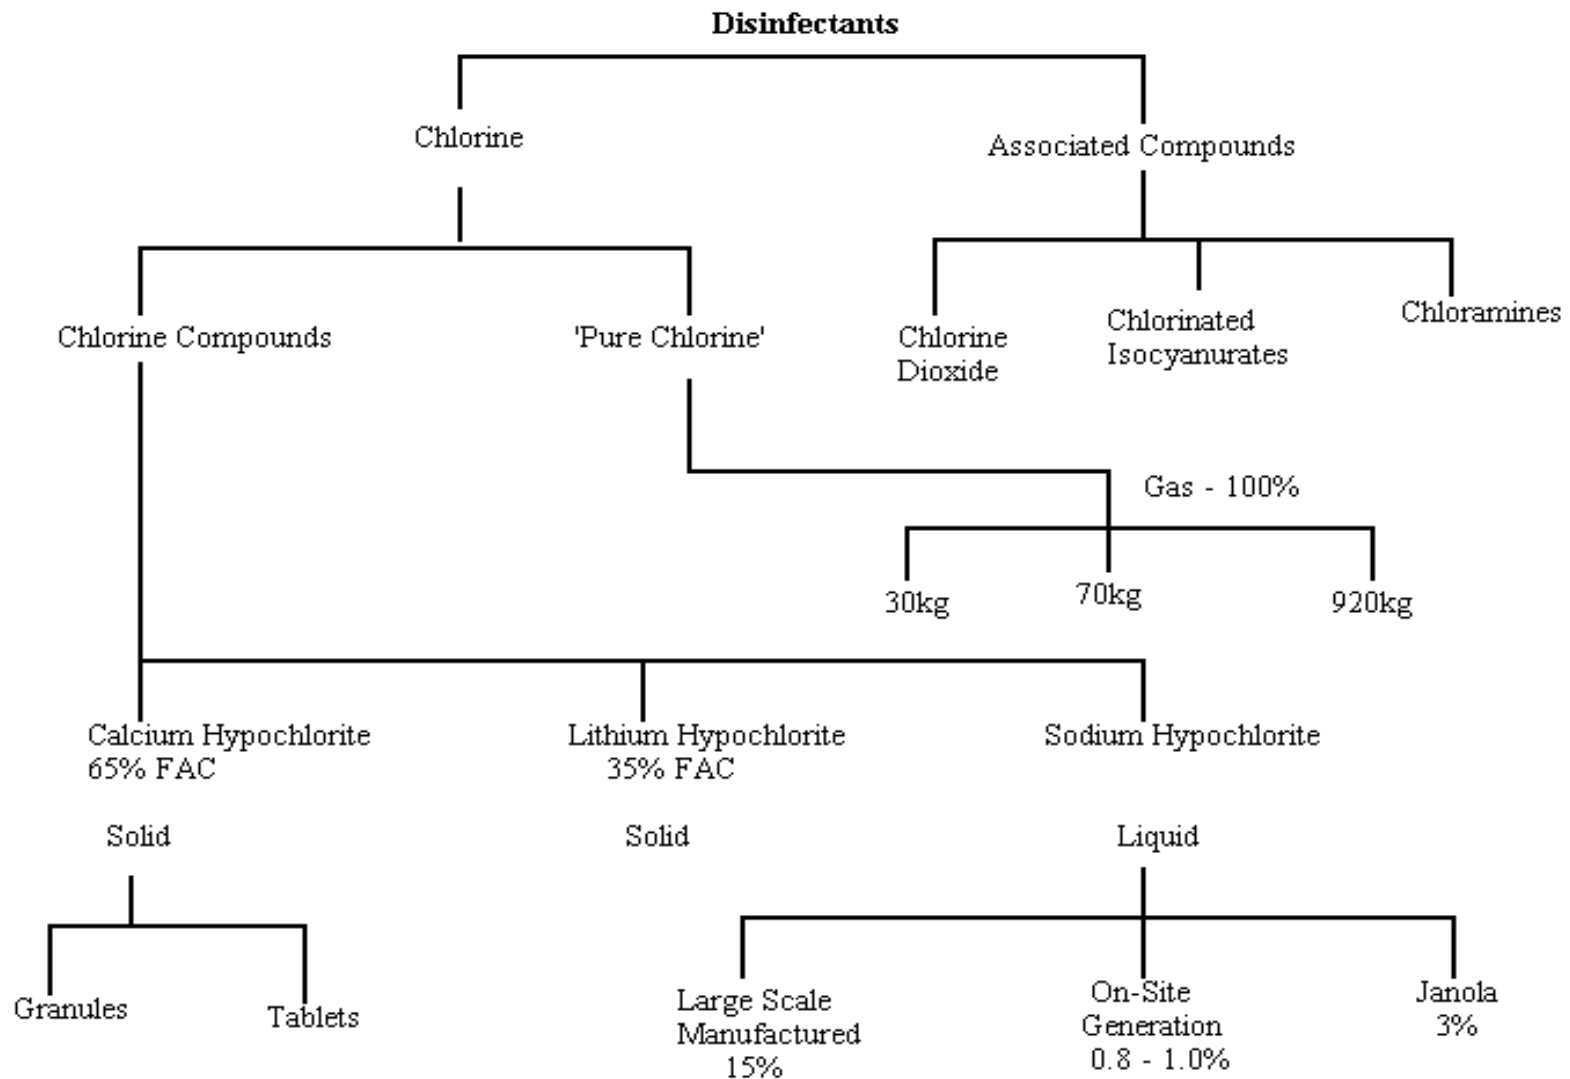 Disinfectants
Chlorine
Associated Compounds
Chlorine Compounds
'Pure Chlorine'
Chlorine
Dioxide
Chlorinated
Isocyanurates
Chloramines
Gas - 100%
30kg
70kg
920kg
Calcium Hypochlorite
65% FAC
Lithium Hypochlorite
35% FAC
Sodium Hypochlorite
Solid
Solid
Liquid
Granules
Tablets
Large Scale
Manufactured
15%
On-Site
Generation
0.8 - 1.0%
Janola
3%